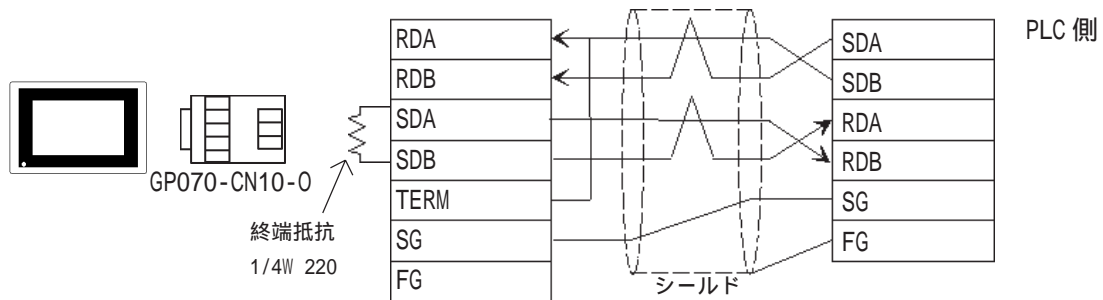 RDA
RDB
SDA
SDB
TERM
SG
FG
GP070-CN10-0
終端抵抗
1/4W 220
シールド
PLC 側
SDA
SDB
RDA
RDB
SG
FG